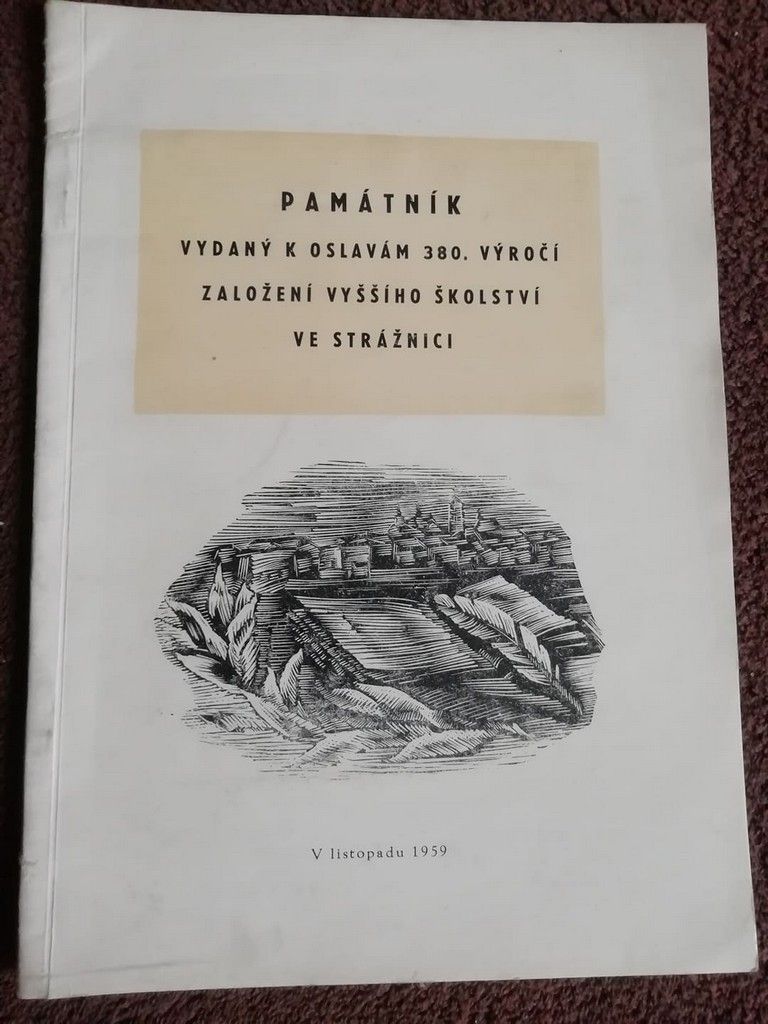 PAMÁTNÍK
VYDANÝ K OSLAVÁM 380. VÝROČÍ
ZALOŽENÍ VYŠŠÍHO ŠKOLSTVÍ
VE STRÁŽNICI
V listopadu 1959